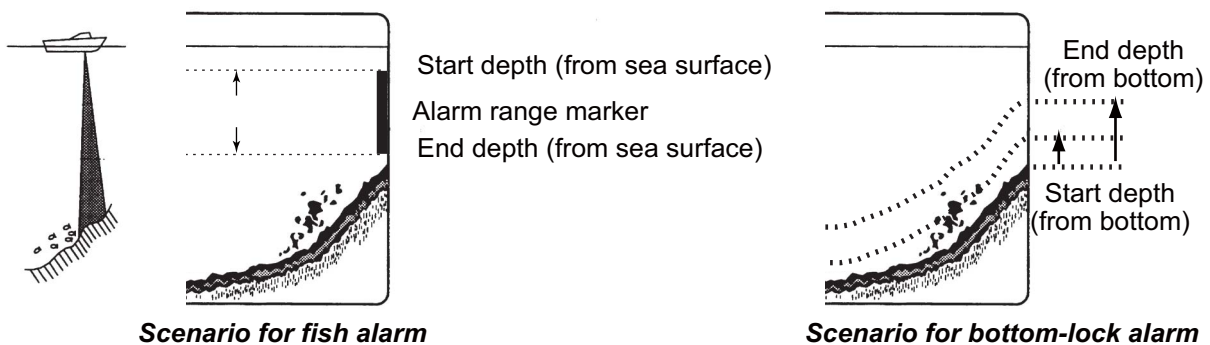 Start depth (from sea surface)
Alarm range marker
End depth (from sea surface)
Scenario for fish alarm
End depth
(from bottom)
Start depth
(from bottom)
Scenario for bottom-lock alarm